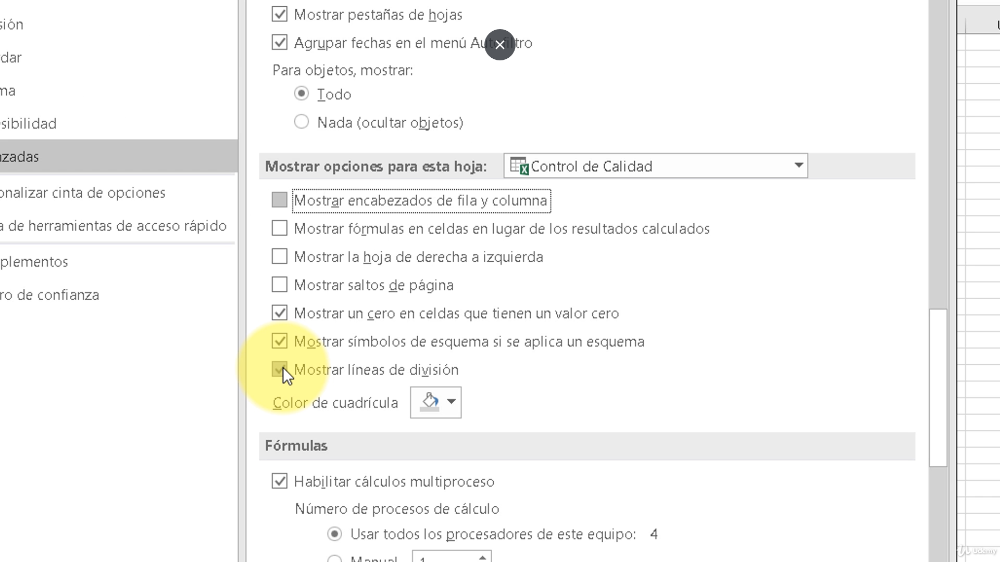 sión
dar
ma
sibilidad
nzadas
onalizar cinta de opciones
a de herramientas de acceso rápido
plementos
ro de confianza
Mostrar pestañas de hojas
Agrupar fechas en el menú Autofiltro
Para objetos, mostrar:
Todo
Nada (ocultar objetos)
Mostrar opciones para esta hoja: Control de Calidad
Mostrar encabezados de fila y columna
Mostrar fórmulas en celdas en lugar de los resultados calculados
Mostrar la hoja de derecha a izquierda
Mostrar saltos de página
Mostrar un cero en celdas que tienen un valor cero
Mostrar símbolos de esquema si se aplica un esquema
Mostrar líneas de división
Color de cuadrícula
Fórmulas
Habilitar cálculos multiproceso
Número de procesos de cálculo
Usar todos los procesadores de este equipo: 4
Manual 1
Udemy